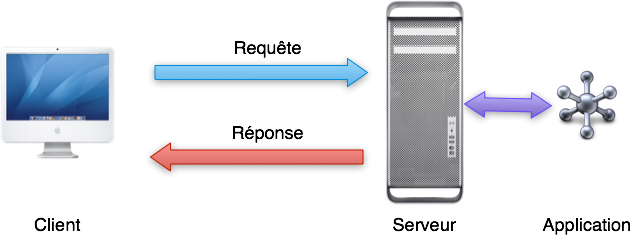 Requête
Réponse
Client
Serveur
Application